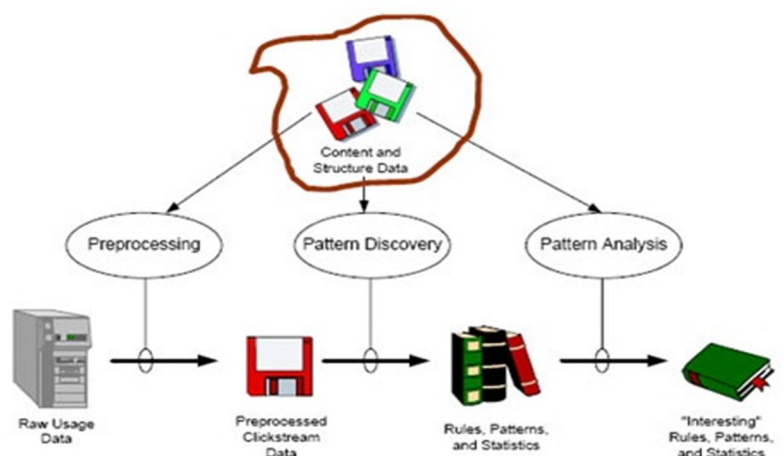 Content and
Structure Data
Preprocessing
Pattern Discovery
Pattern Analysis
Raw Usage
Data
Preprocessed
Clickstream
Data
Rules, Patterns,
and Statistics
"Interesting"
Rules, Patterns,
and Statistics